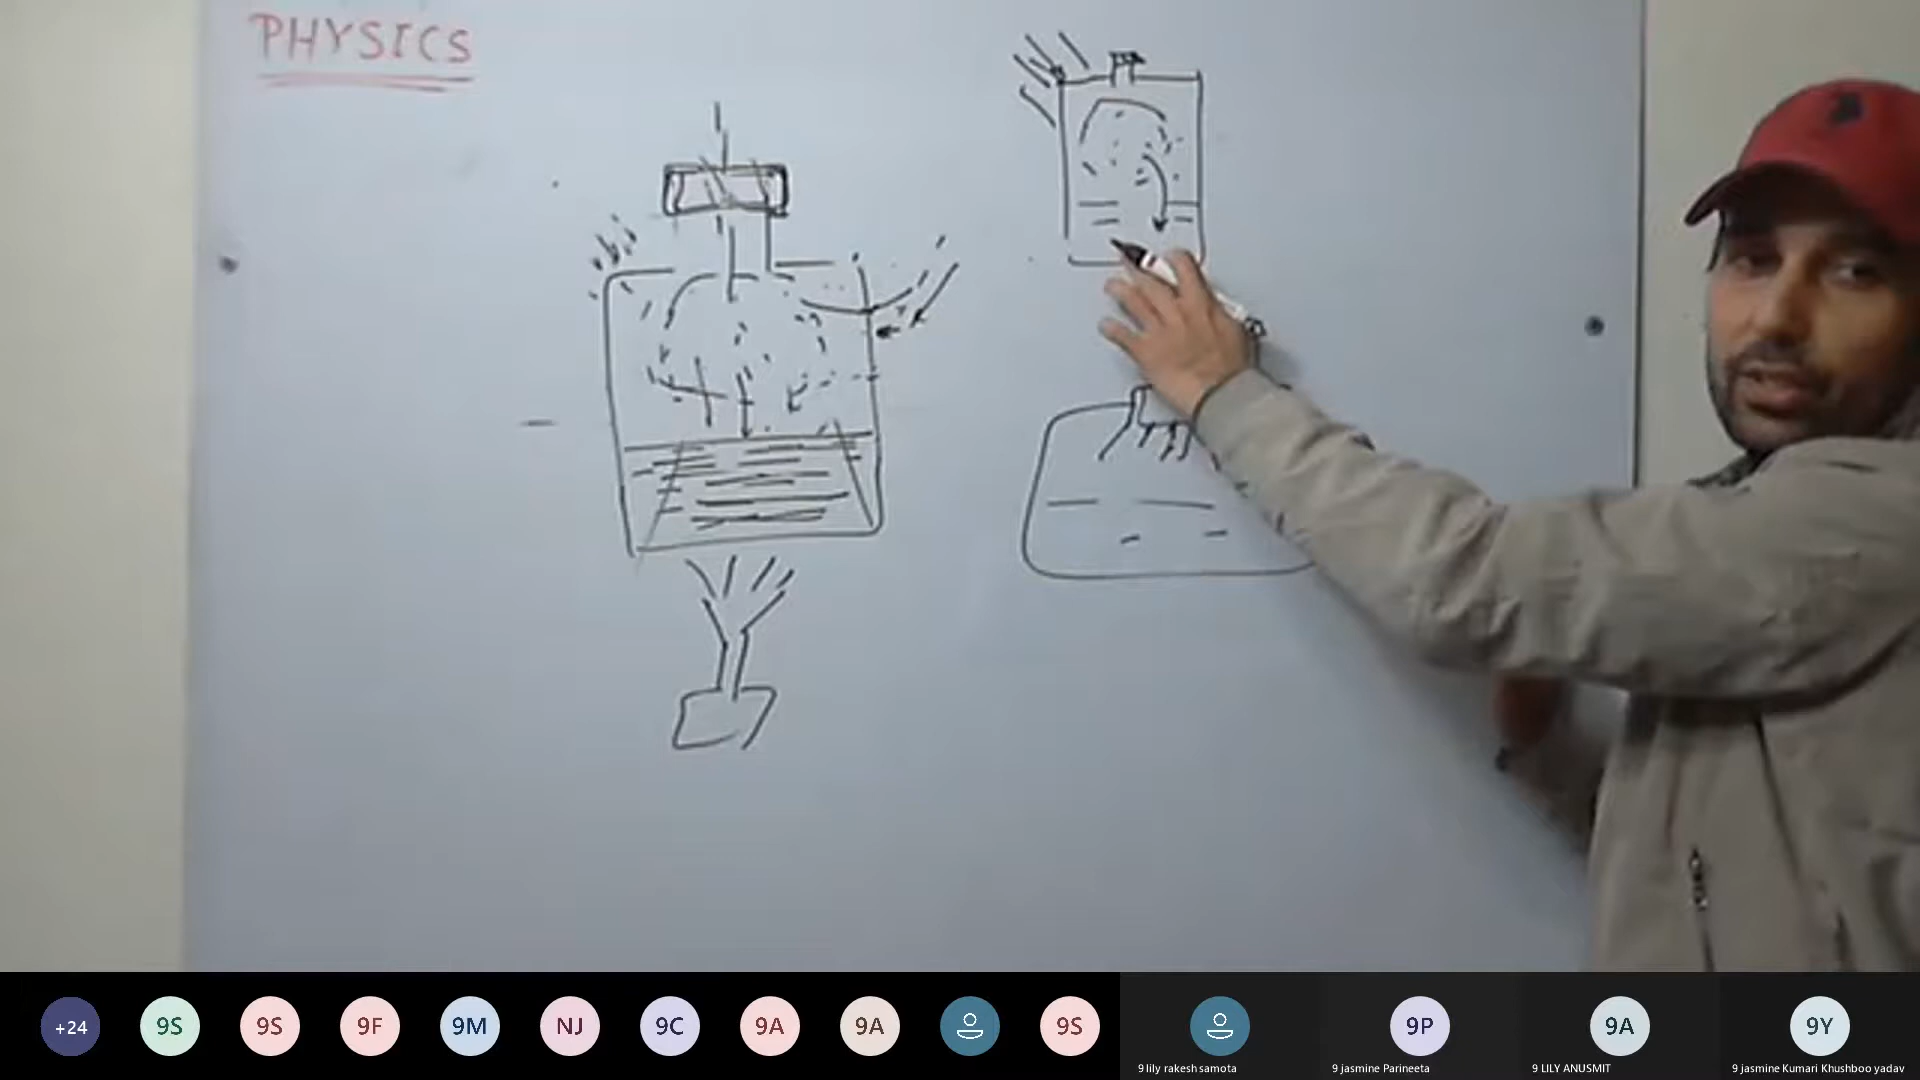 PHYSICS
+24
9S
9S
9F
9M
NJ
9C
9A
9A
9S
9P
9A
9Y
9 lily rakesh samota
9 jasmine Parineeta
9 LILY ANUSMIT
9 jasmine Kumari Khushboo yadav